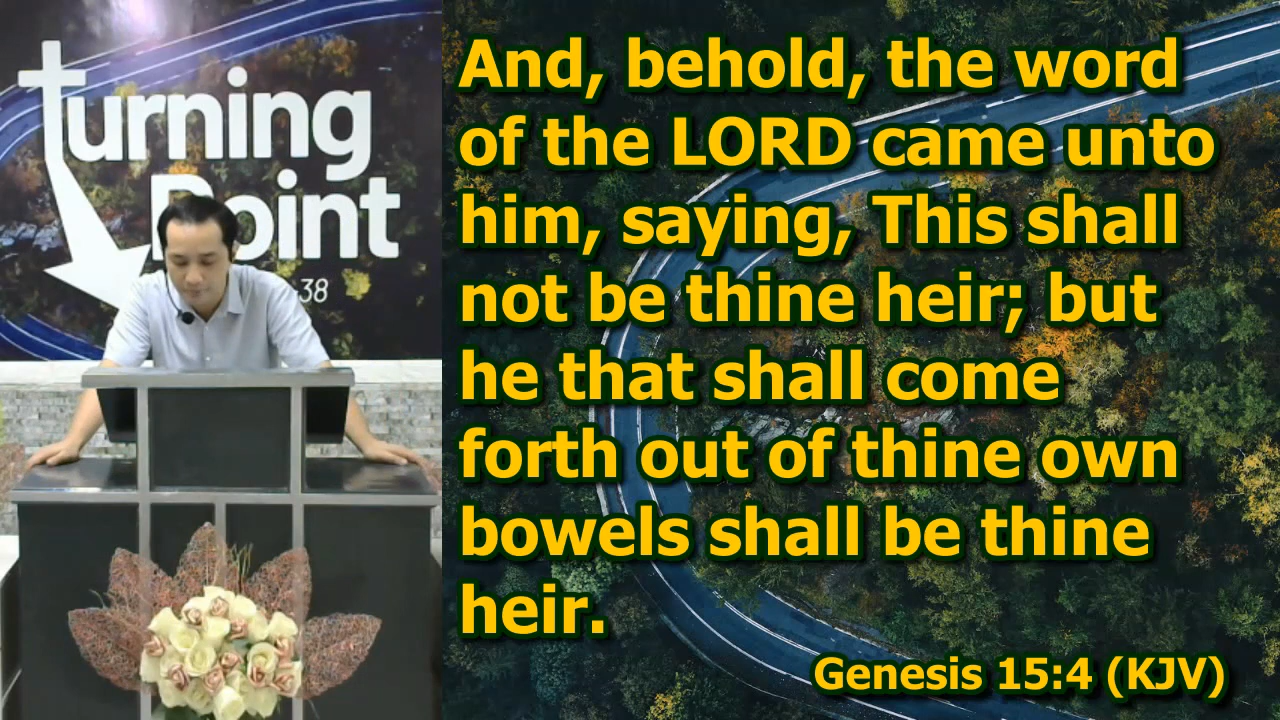 turning
Point
38
And, behold, the word
of the LORD came unto
him, saying, This shall
not be thine heir; but
he that shall come
forth out of thine own
bowels shall be thine
heir.
Genesis 15:4 (KJV)